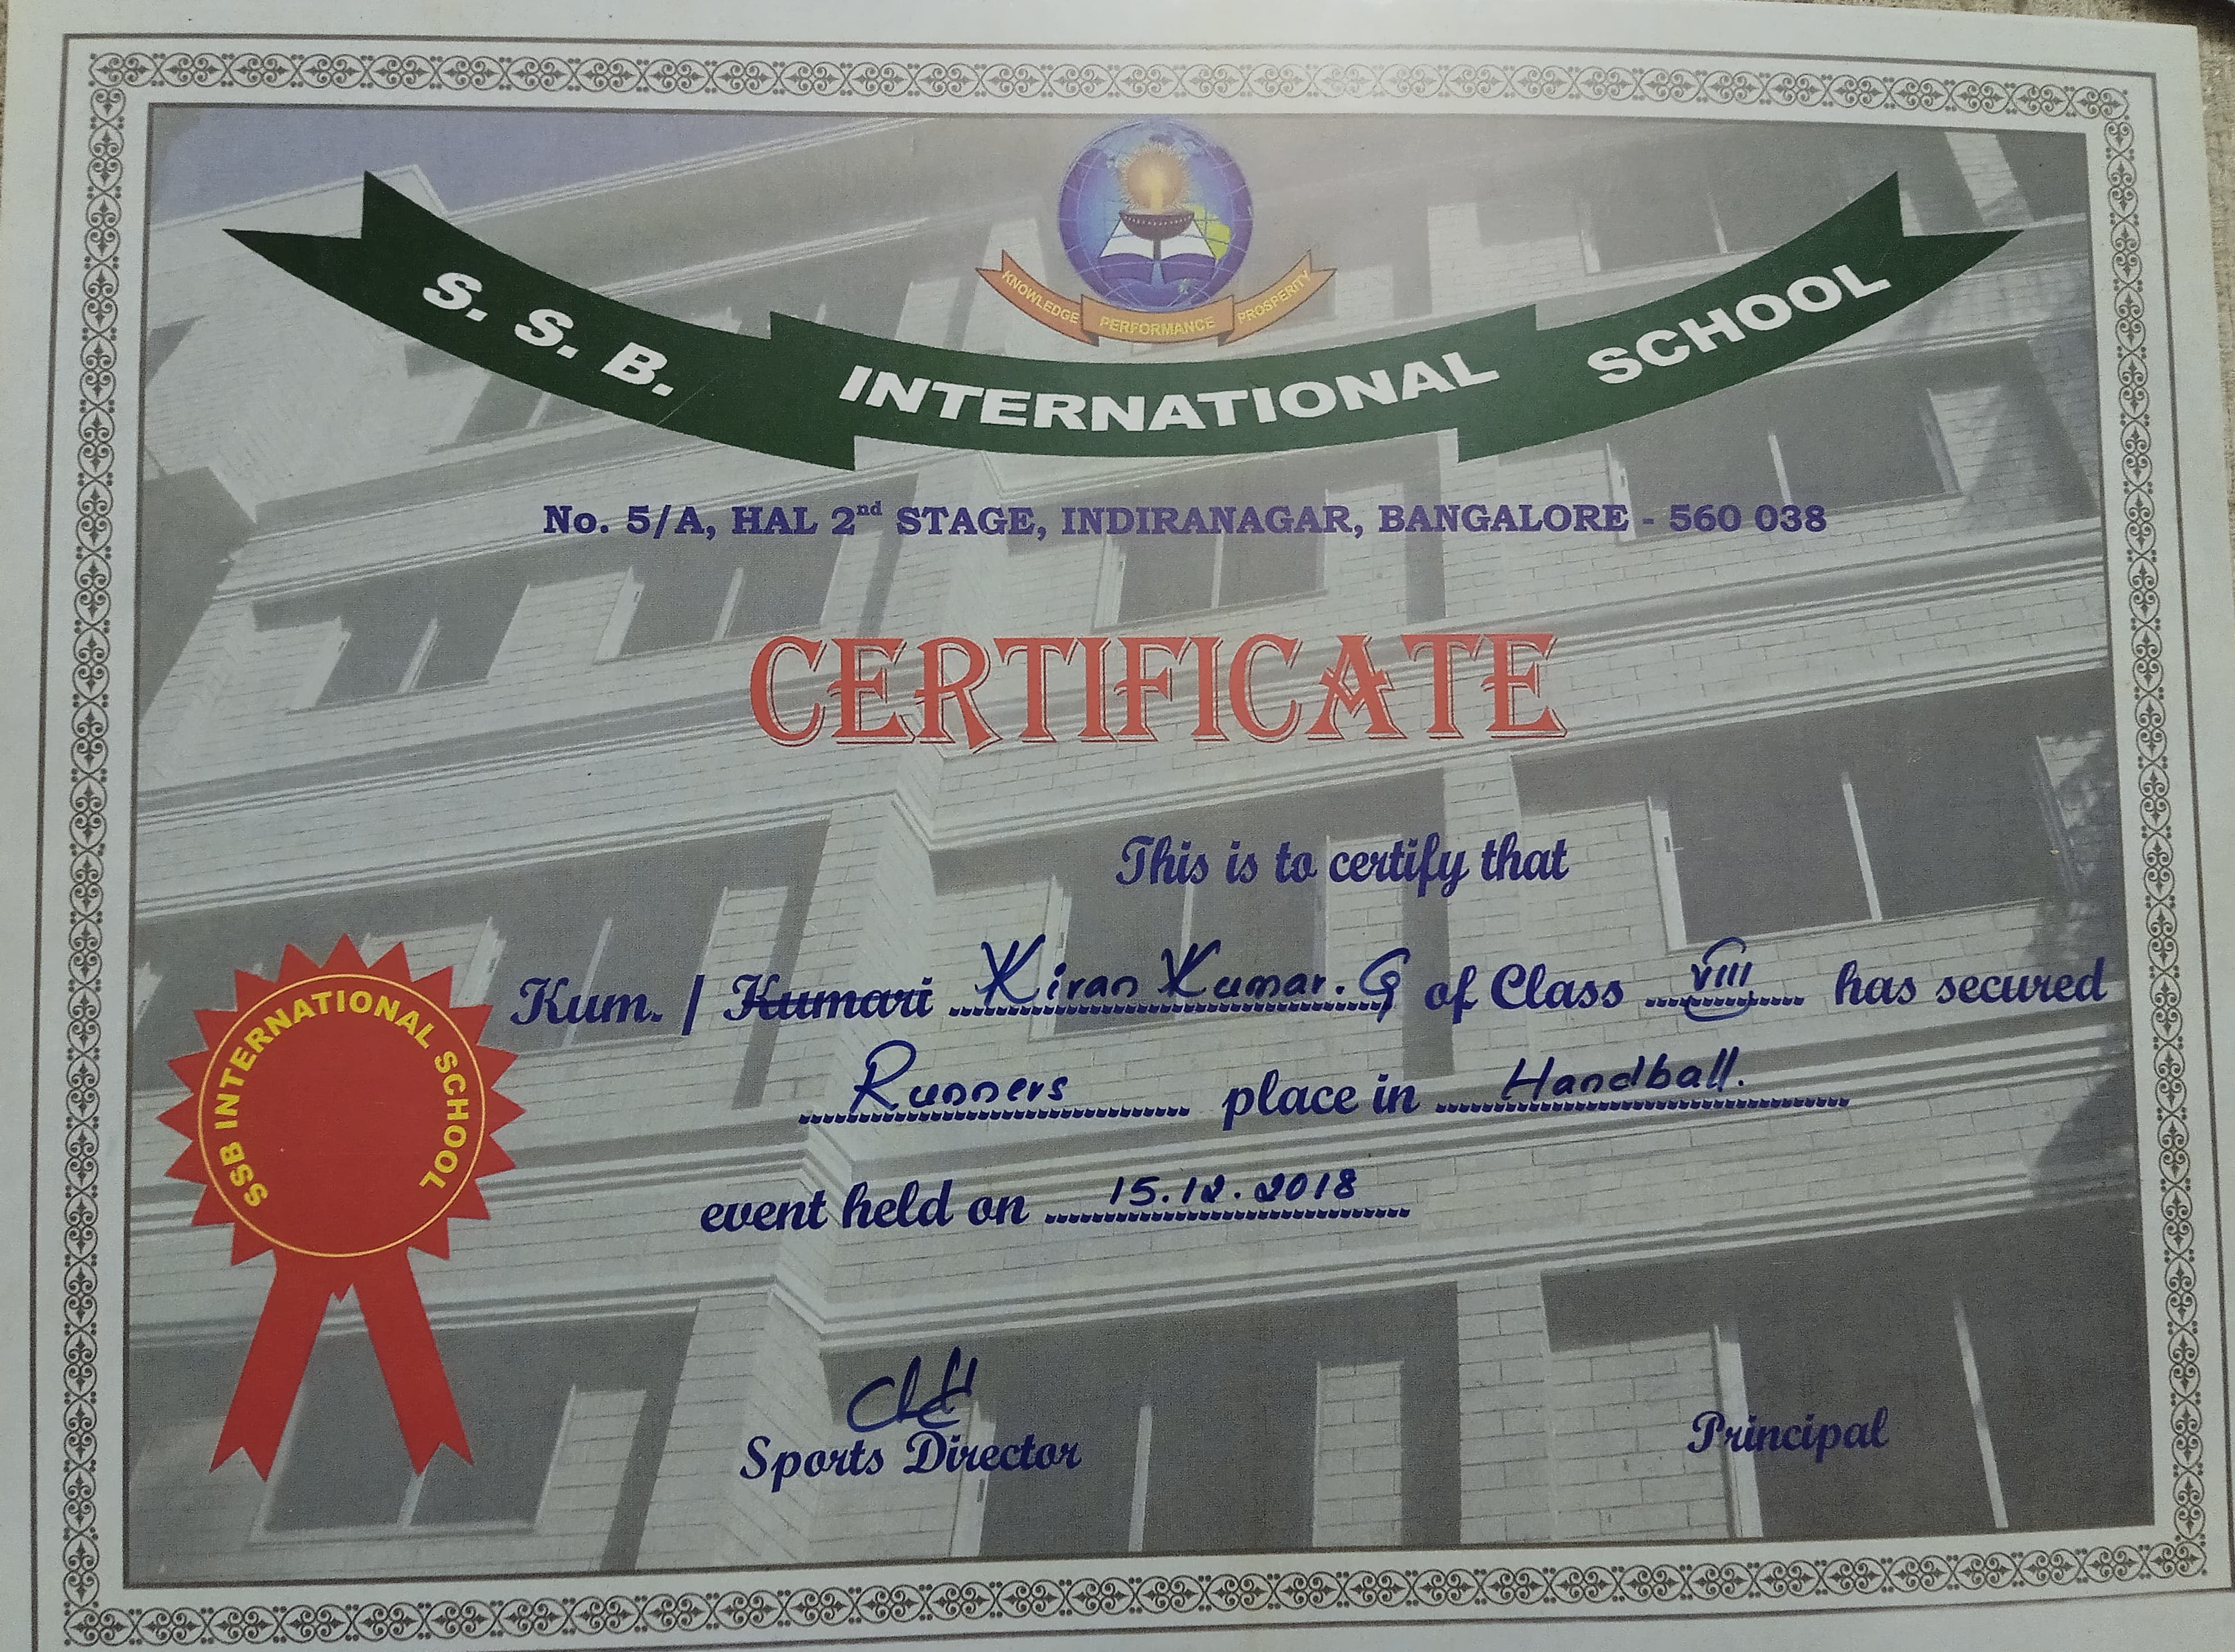 KNOWLEDGE PERFORMANCE PROSPERITY
S. S. B. INTERNATIONAL SCHOOL
No. 5/A, HAL 2nd STAGE, INDIRANAGAR, BANGALORE - 560 038
CERTIFICATE
This is to certify that
Kum. / Kumari Kiran Kumar. G of Class VIII has secured
Runners place in Handball.
event held on 15.12.2018
SSB INTERNATIONAL SCHOOL
Sports Director
Principal